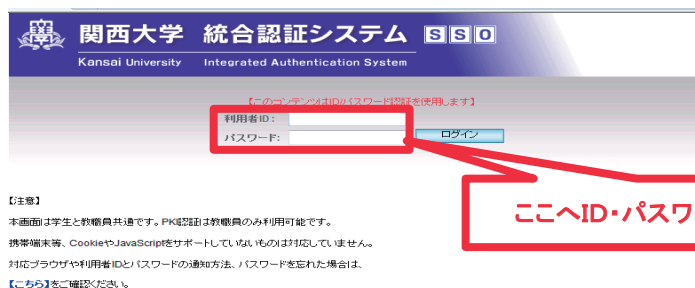 関西大学 統合認証システム SSO
Kansai University Integrated Authentication System
【このコンテンツはID/パスワード認証を使用します】
利用者ID:
パスワード:
ログイン
ここへID・パスワ
【注意】
本画面は学生と教職員共通です。PKI認証は教職員のみ利用可能です。
携帯端末等、CookieやJavaScriptをサポートしていないものは対応していません。
対応ブラウザや利用者IDとパスワードの通知方法、パスワードを忘れた場合は、
【こちら】をご確認ください。